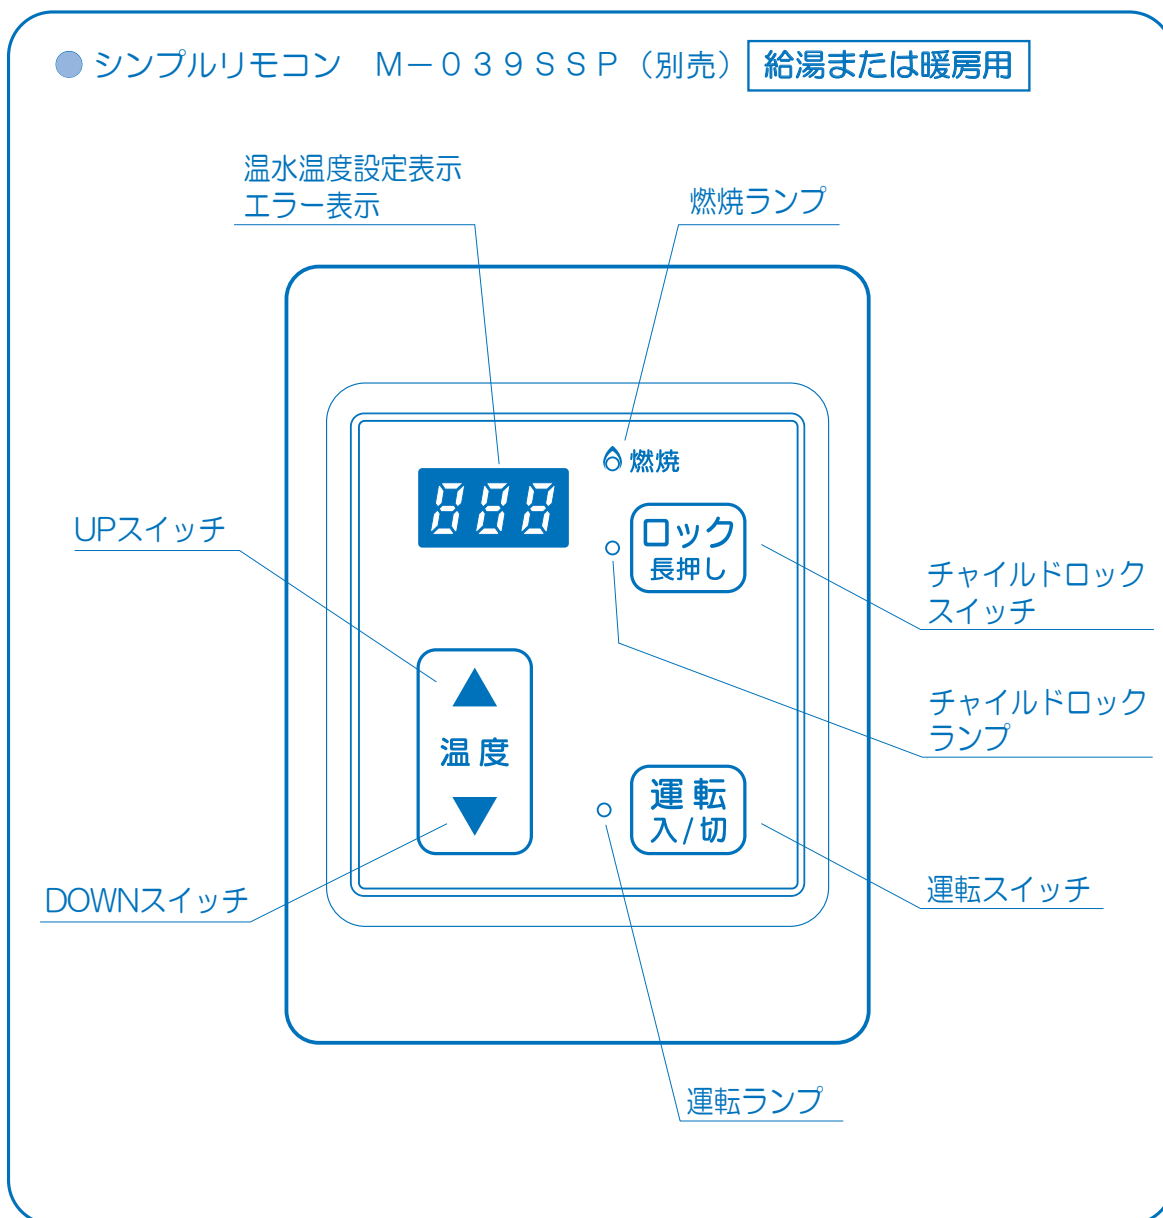 シンプルリモコン　M－０３９ＳＳＰ（別売）　給湯または暖房用
温水温度設定表示
エラー表示
燃焼ランプ
燃焼
888
UPスイッチ
ロック
長押し
チャイルドロック
スイッチ
チャイルドロック
ランプ
温度
運転
入/切
DOWNスイッチ
運転スイッチ
運転ランプ